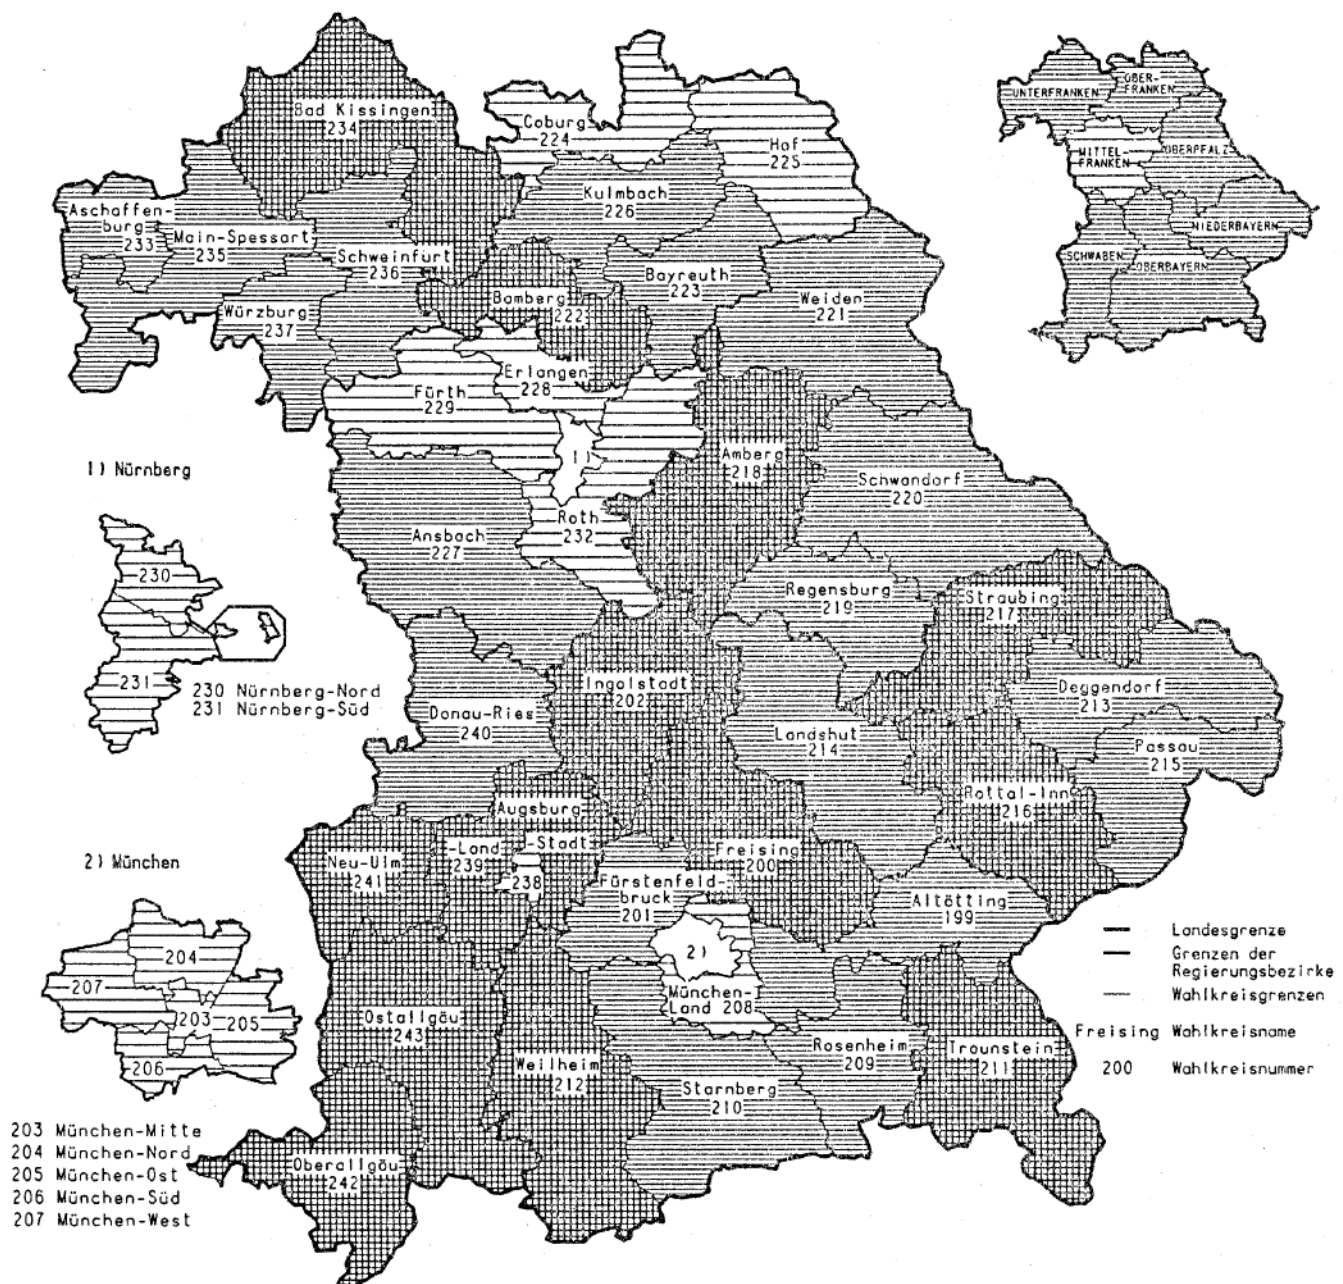 Bad Kissingen
234
Coburg
224
Hof
225
UNTERFRANKEN
OBER-
FRANKEN
MITTEL-
FRANKEN
OBERPFALZ
NIEDERBAYERN
SCHWABEN
OBERBAYERN
Kulmbach
226
Aschaffen-
burg
233
Main-Spessart
235
Schweinfurt
236
Bayreuth
223
Bamberg
222
Weiden
221
Würzburg
237
Erlangen
228
Fürth
229
1)
Amberg
218
Schwandorf
220
1) Nürnberg
Roth
232
Ansbach
227
230
231
230 Nürnberg-Nord
231 Nürnberg-Süd
Regensburg
219
Straubing
217
Ingolstadt
202
Deggendorf
213
Donau-Ries
240
Landshut
214
Passau
215
Rottal-Inn
216
Augsburg
-Land
239
-Stadt
238
Freising
200
Neu-Ulm
241
Fürstenfeld-
bruck
201
Altötting
199
2) München
204
207
203
205
206
2)
München-
Land 208
Ostallgäu
243
Weilheim
212
Rosenheim
209
Traunstein
211
Starnberg
210
Oberallgäu
242
Landesgrenze
Grenzen der
Regierungsbezirke
Wahlkreisgrenzen
Freising Wahlkreisname
200 Wahlkreisnummer
203 München-Mitte
204 München-Nord
205 München-Ost
206 München-Süd
207 München-West